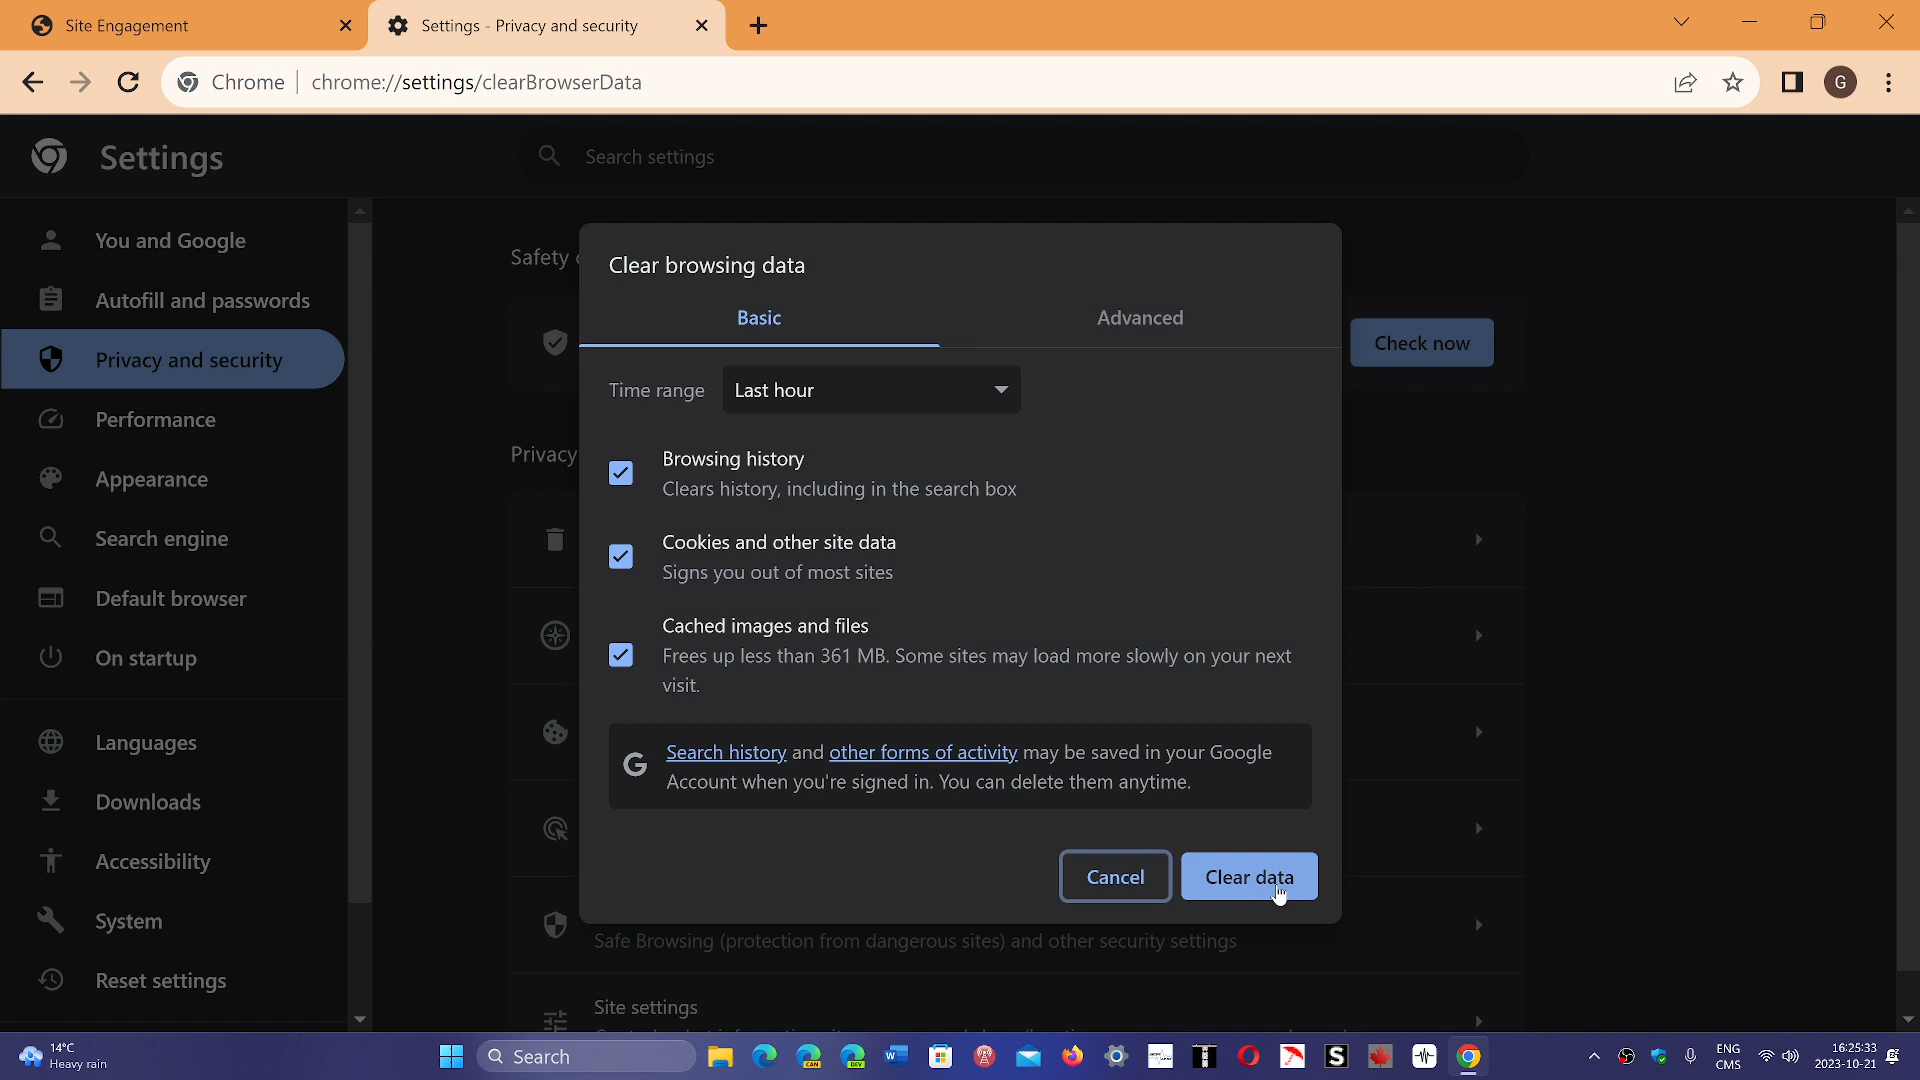 Site Engagement
Settings - Privacy and security
Chrome
chrome://settings/clearBrowserData
G
Settings
Search settings
You and Google
Autofill and passwords
Privacy and security
Performance
Appearance
Search engine
Default browser
On startup
Languages
Downloads
Accessibility
System
Reset settings
Safety
Check now
Privacy
Clear browsing data
Basic
Advanced
Time range
Last hour
Browsing history
Clears history, including in the search box
Cookies and other site data
Signs you out of most sites
Cached images and files
Frees up less than 361 MB. Some sites may load more slowly on your next
visit.
G
Search history and other forms of activity may be saved in your Google
Account when you're signed in. You can delete them anytime.
Cancel
Clear data
Safe Browsing (protection from dangerous sites) and other security settings
Site settings
14°C
Heavy rain
Search
CAN
DEV
W
S
ENG
CMS
16:25:33
2023-10-21